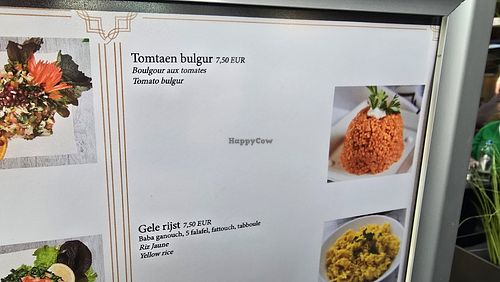 Tomtaen bulgur 7,50 EUR
Boulgour aux tomates
Tomato bulgur
HappyCow
Gele rijst 7,50 EUR
Baba ganouch, 5 falafel, fattouch, tabboule
Riz Jaune
Yellow rice